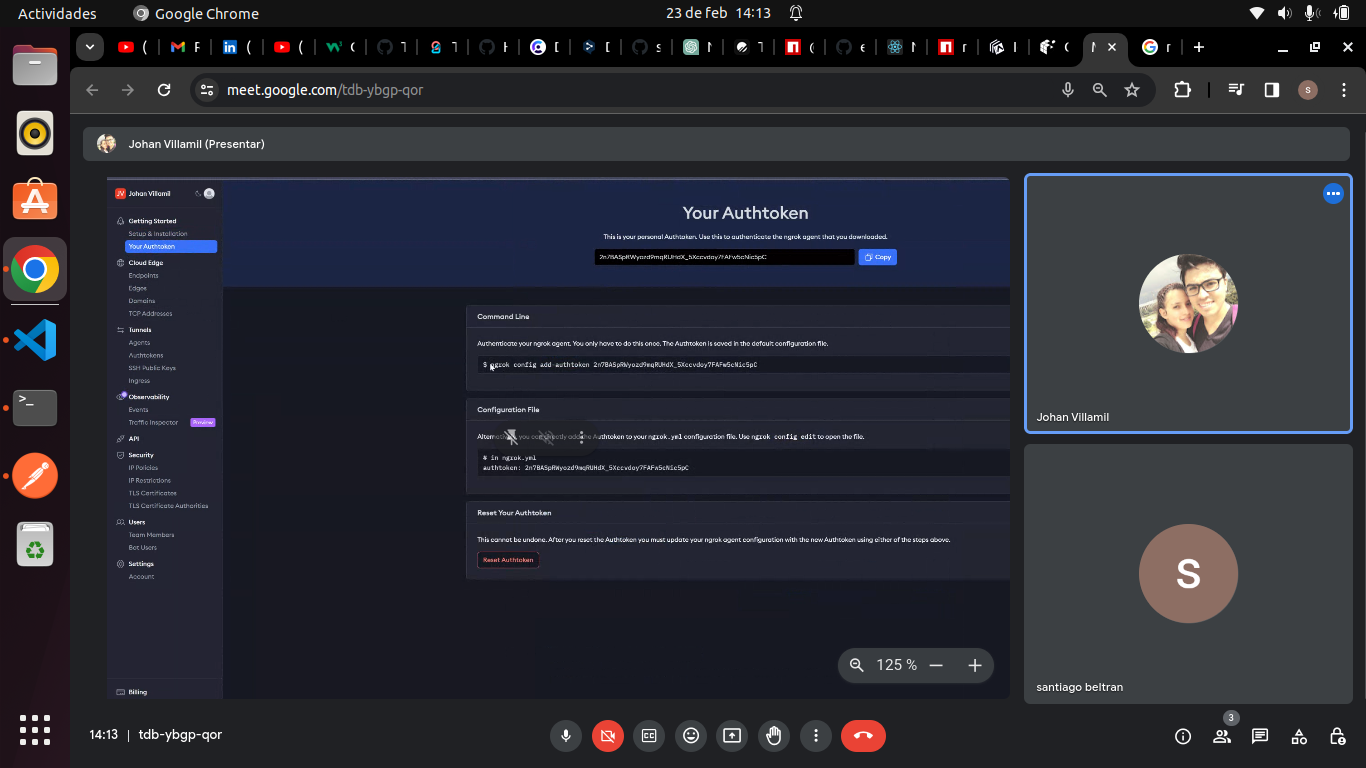 Actividades
Google Chrome
23 de feb 14:13
meet.google.com/tdb-ybgp-qor
S
Johan Villamil (Presentar)
JV Johan Villamil
Getting Started
Setup & Installation
Your Authtoken
Cloud Edge
Endpoints
Edges
Domains
TCP Addresses
Tunnels
Agents
Authtokens
SSH Public Keys
Ingress
Observability
Events
Traffic Inspector Preview
API
Security
IP Policies
IP Restrictions
TLS Certificates
TLS Certificate Authorities
Users
Team Members
Bot Users
Settings
Account
Billing
Your Authtoken
This is your personal Authtoken. Use this to authenticate the ngrok agent that you downloaded.
Copy
Command Line
Authenticate your ngrok agent. You only have to do this once. The Authtoken is saved in the default configuration file.
$ ngrok config add-authtoken
Configuration File
you can directly add the Authtoken to your ngrok.yml configuration file. Use ngrok config edit to open the file.
# in ngrok.yml
authtoken:
Reset Your Authtoken
This cannot be undone. After you reset the Authtoken you must update your ngrok agent configuration with the new Authtoken using either of the steps above.
Reset Authtoken
125 %
Johan Villamil
S
santiago beltran
14:13 | tdb-ybgp-qor
3